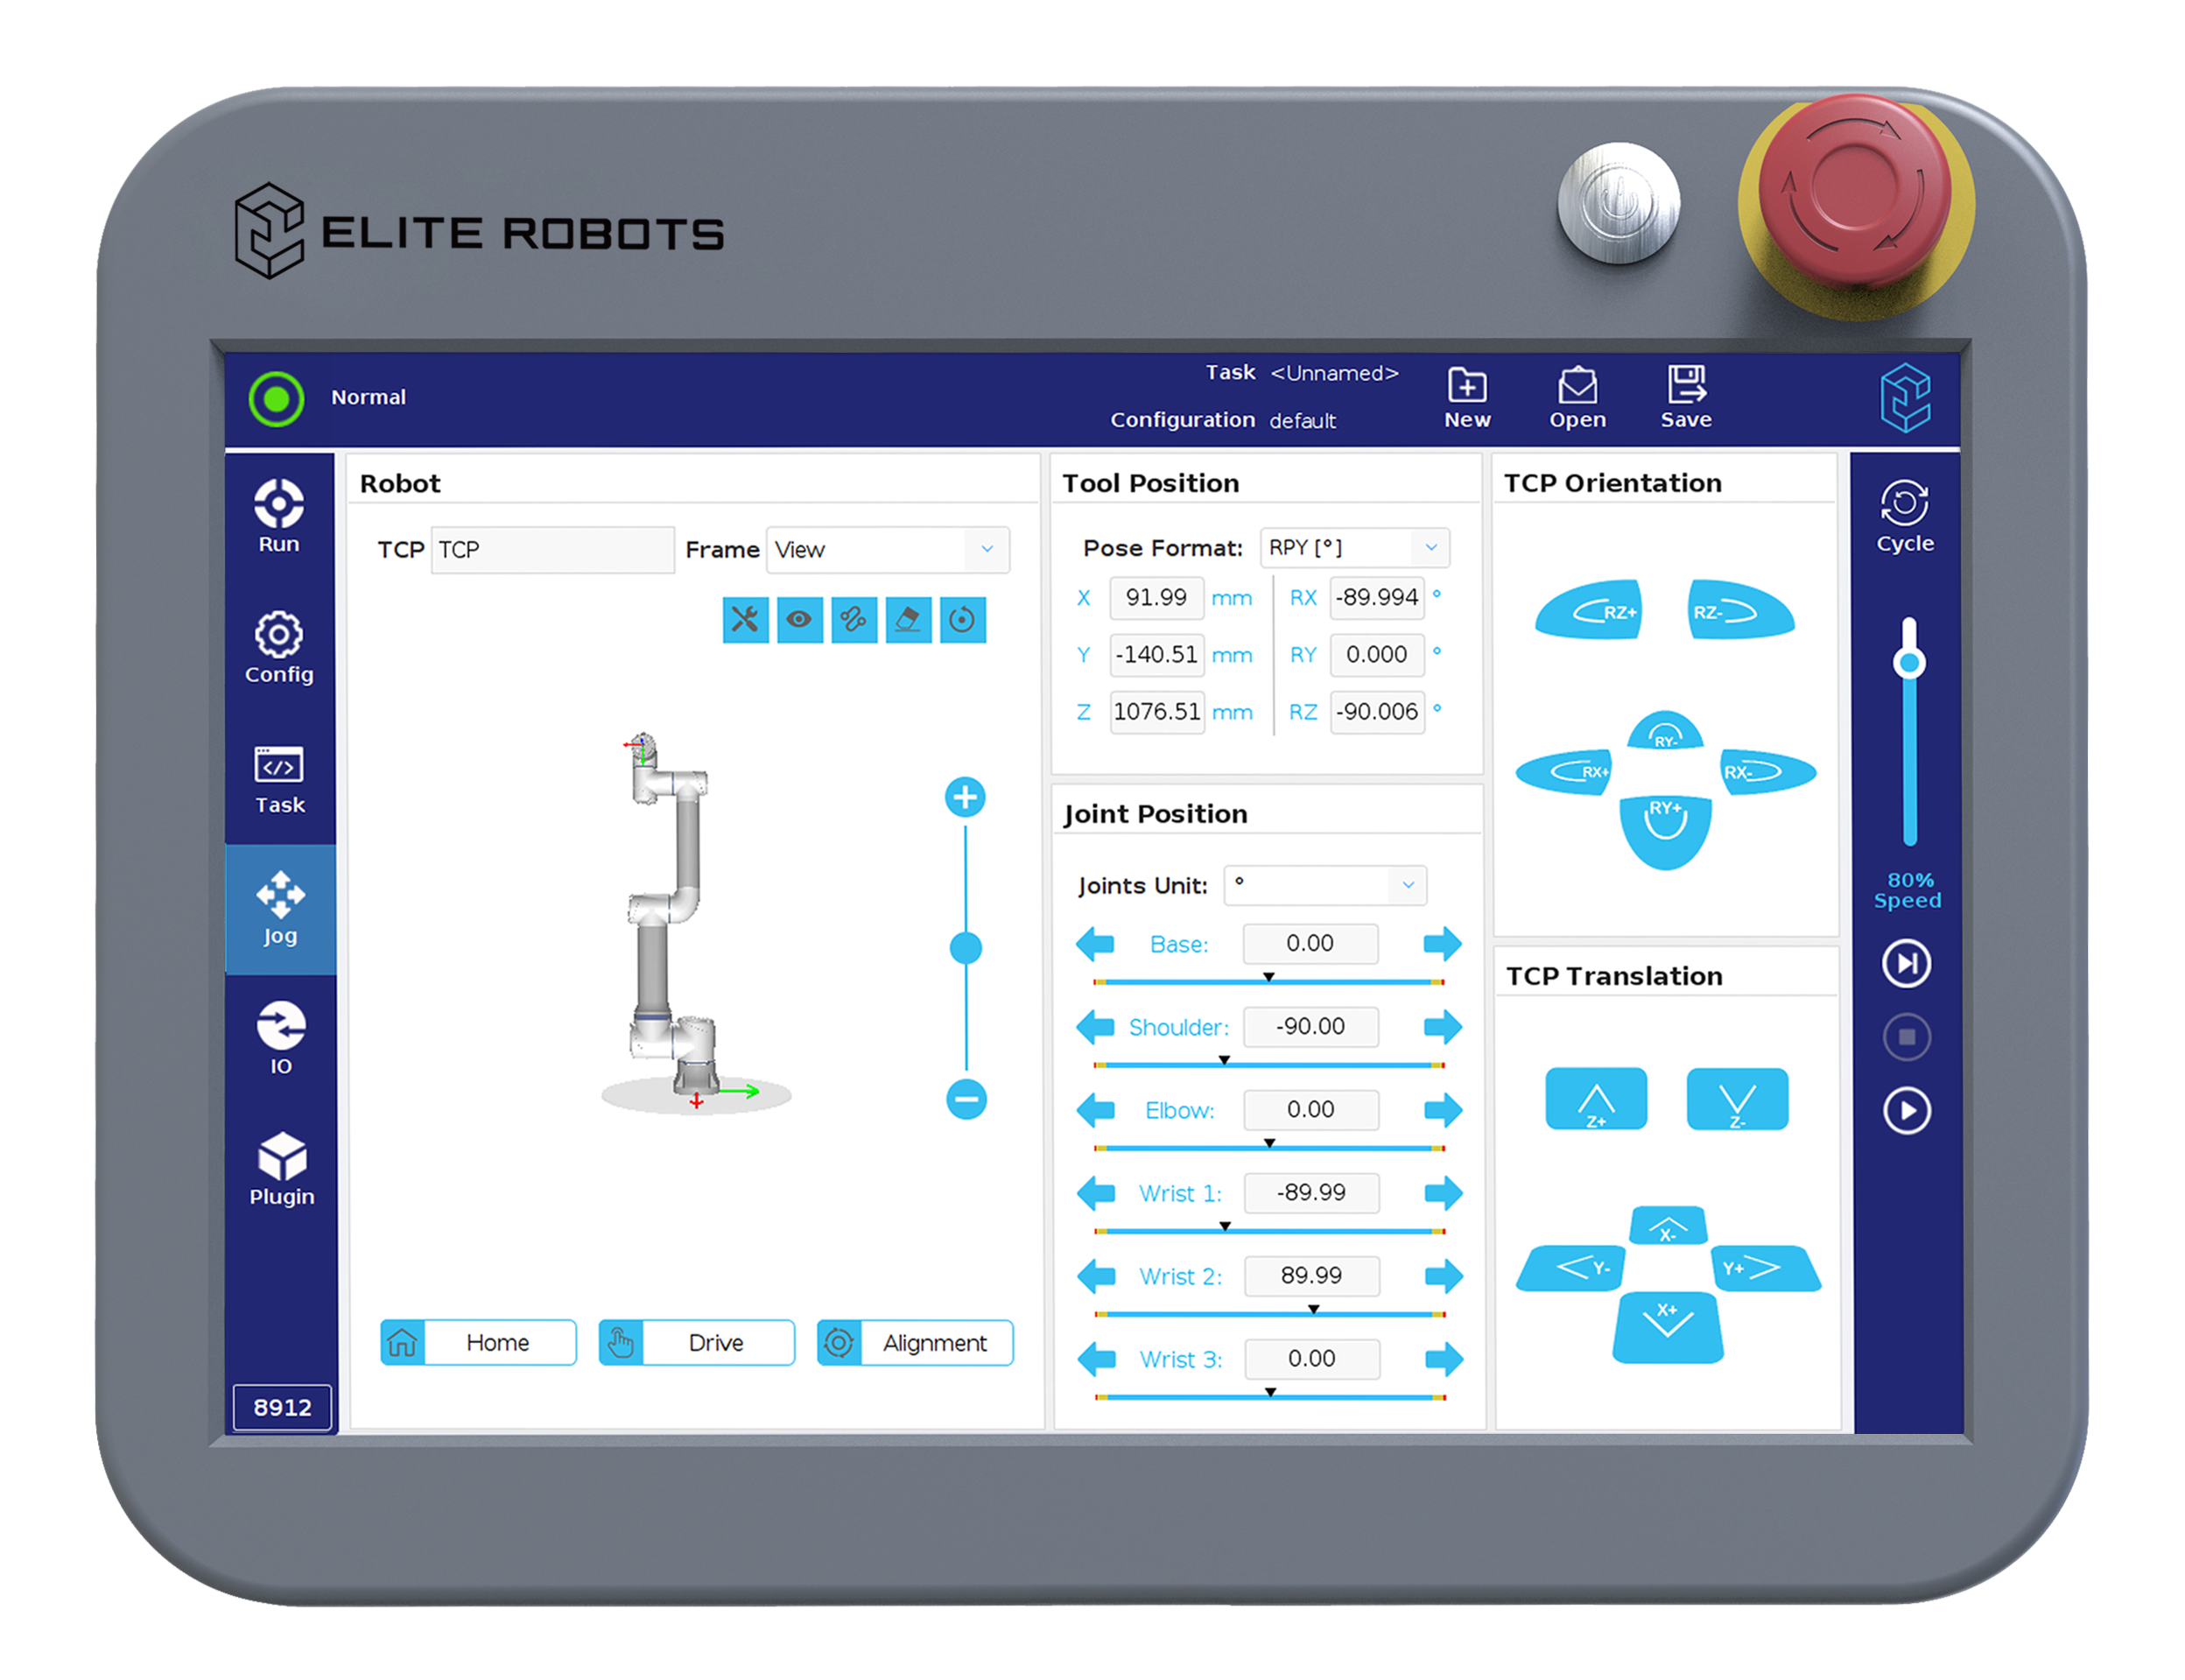 ELITE ROBOTS
Normal
Task <Unnamed>
Configuration default
New
Open
Save
Run
Config
Task
Jog
IO
Plugin
8912
Robot
TCP TCP Frame View
Home
Drive
Alignment
Tool Position
Pose Format: RPY [°]
X 91.99 mm RX -89.994 °
Y -140.51 mm RY 0.000 °
Z 1076.51 mm RZ -90.006 °
Joint Position
Joints Unit: °
Base: 0.00
Shoulder: -90.00
Elbow: 0.00
Wrist 1: -89.99
Wrist 2: 89.99
Wrist 3: 0.00
TCP Orientation
RZ+ RZ-
RY-
RX+ RX-
RY+
TCP Translation
Z+ Z-
X-
Y- Y+
X+
Cycle
80%
Speed